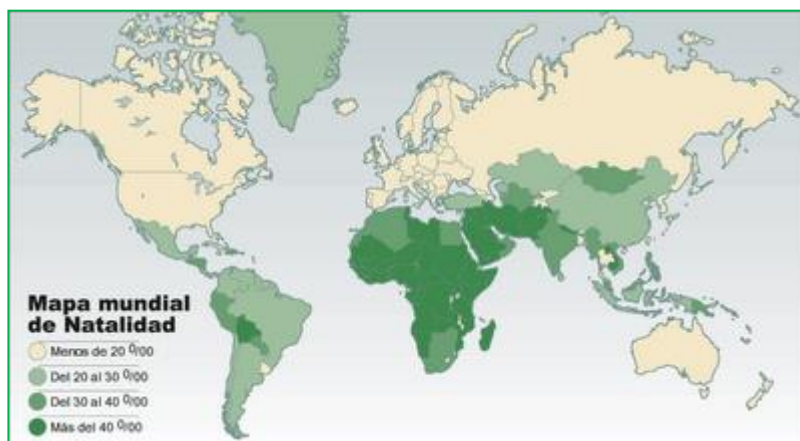 Mapa mundial
de Natalidad
Menos de 20 0/00
Del 20 al 30 0/00
Del 30 al 40 0/00
Más del 40 0/00